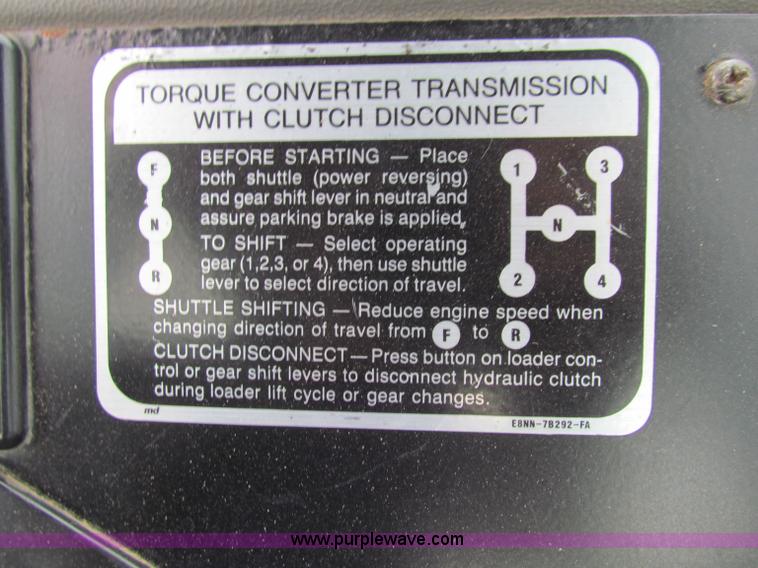 TORQUE CONVERTER TRANSMISSION
WITH CLUTCH DISCONNECT
F
N
R
BEFORE STARTING — Place
both shuttle (power reversing)
and gear shift lever in neutral and
assure parking brake is applied.
TO SHIFT — Select operating
gear (1,2,3, or 4), then use shuttle
lever to select direction of travel.
1 3
N
2 4
SHUTTLE SHIFTING — Reduce engine speed when
changing direction of travel from F to R
CLUTCH DISCONNECT — Press button on loader con-
trol or gear shift levers to disconnect hydraulic clutch
during loader lift cycle or gear changes.
md
E8NN-7B292-FA
www.purplewave.com